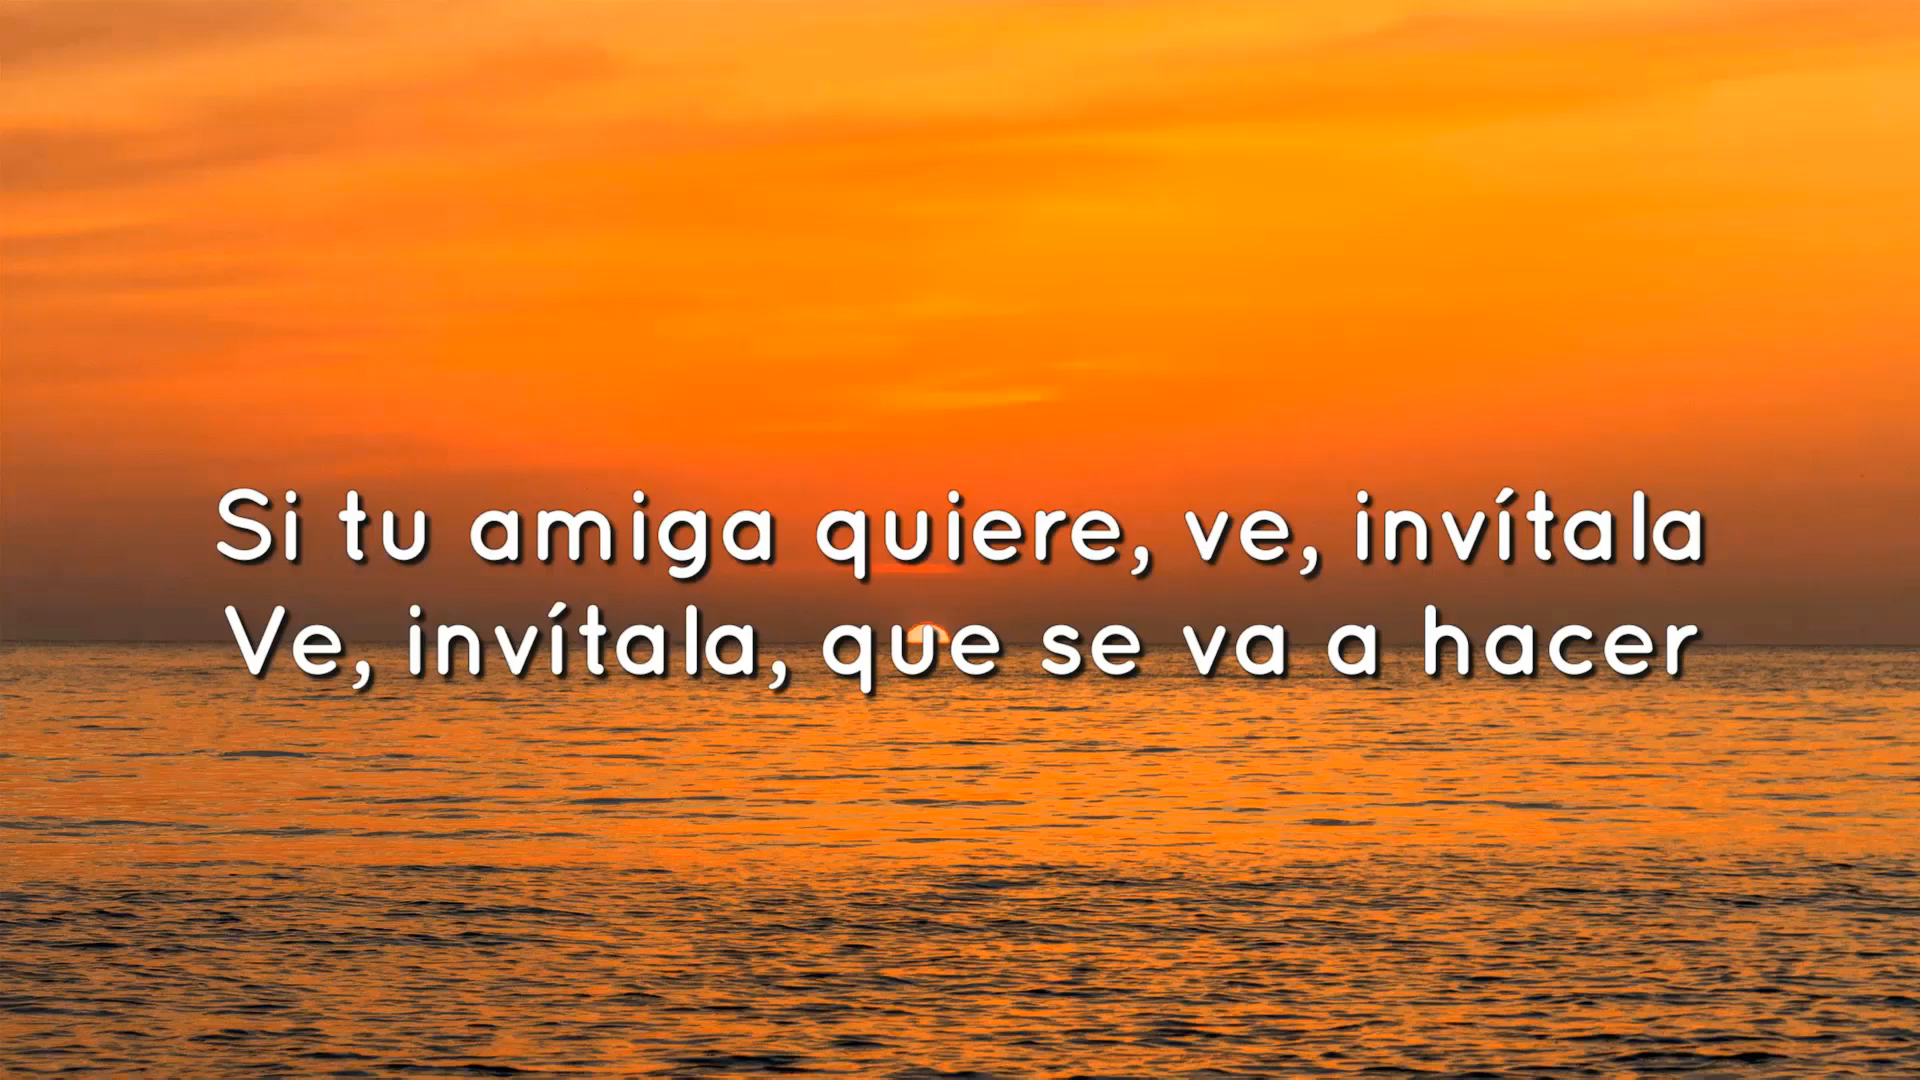 Si tu amiga quiere, ve, invítala
Ve, invítala, que se va a hacer